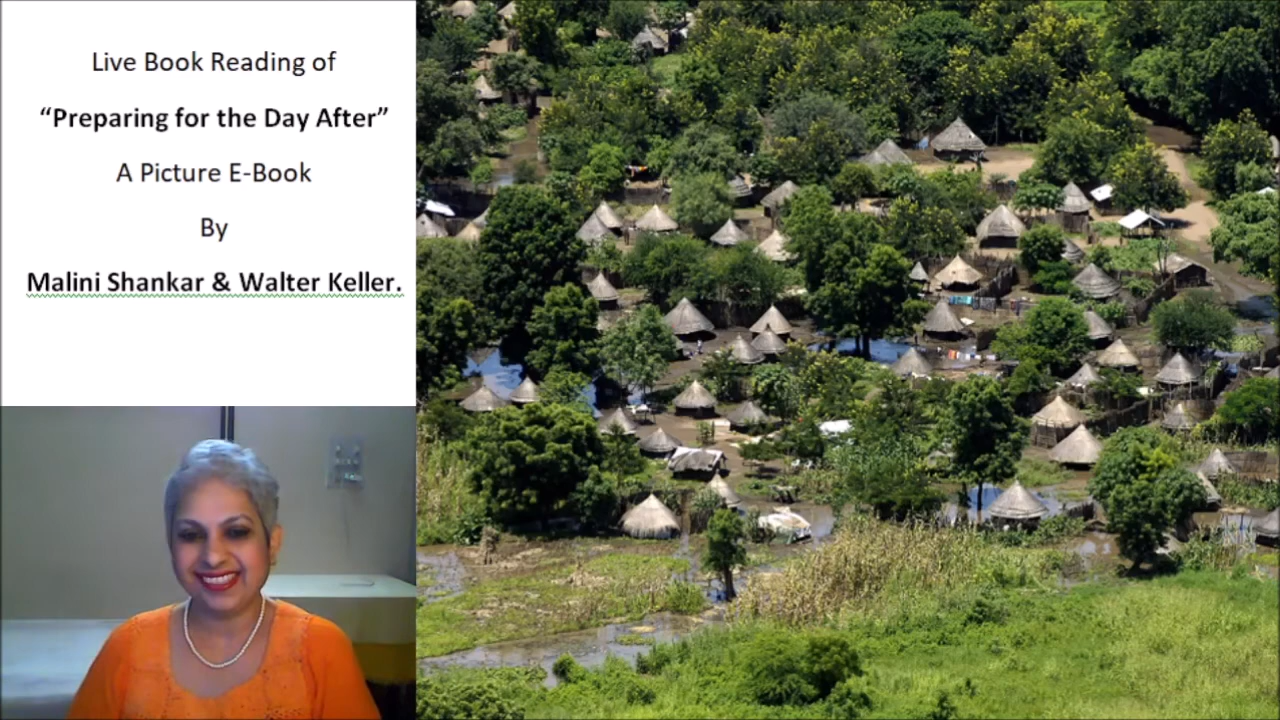 Live Book Reading of
“Preparing for the Day After”
A Picture E-Book
By
Malini Shankar & Walter Keller.